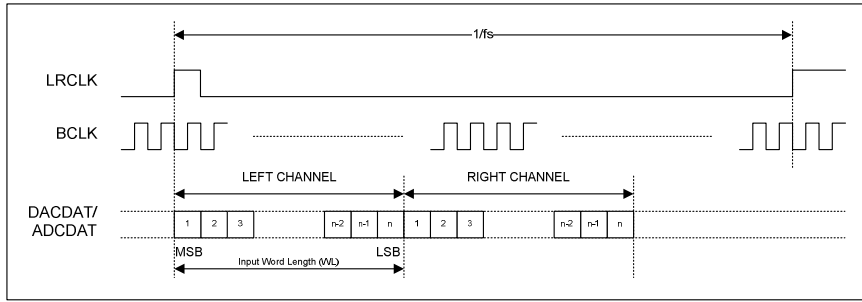 1/fs
LRCLK
BCLK
LEFT CHANNEL RIGHT CHANNEL
DACDAT/
ADCDAT
1 2 3 n-2 n-1 n 1 2 3 n-2 n-1 n
MSB LSB
Input Word Length (WL)